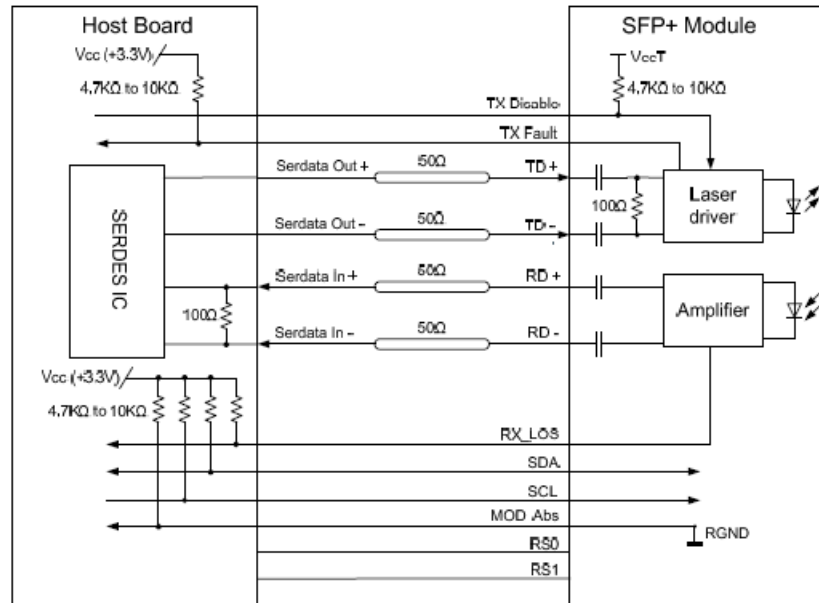 Host Board
SFP+ Module
Vcc (+3.3V)
VccT
4.7KΩ to 10KΩ
4.7KΩ to 10KΩ
TX Disable
TX Fault
Serdata Out +
50Ω
TD +
Serdata Out –
50Ω
TD –
100Ω
Laser
driver
SERDES IC
Serdata In +
50Ω
RD +
100Ω
Serdata In –
50Ω
RD -
Amplifier
Vcc (+3.3V)
4.7KΩ to 10KΩ
RX_LOS
SDA
SCL
MOD Abs
RGND
RS0
RS1